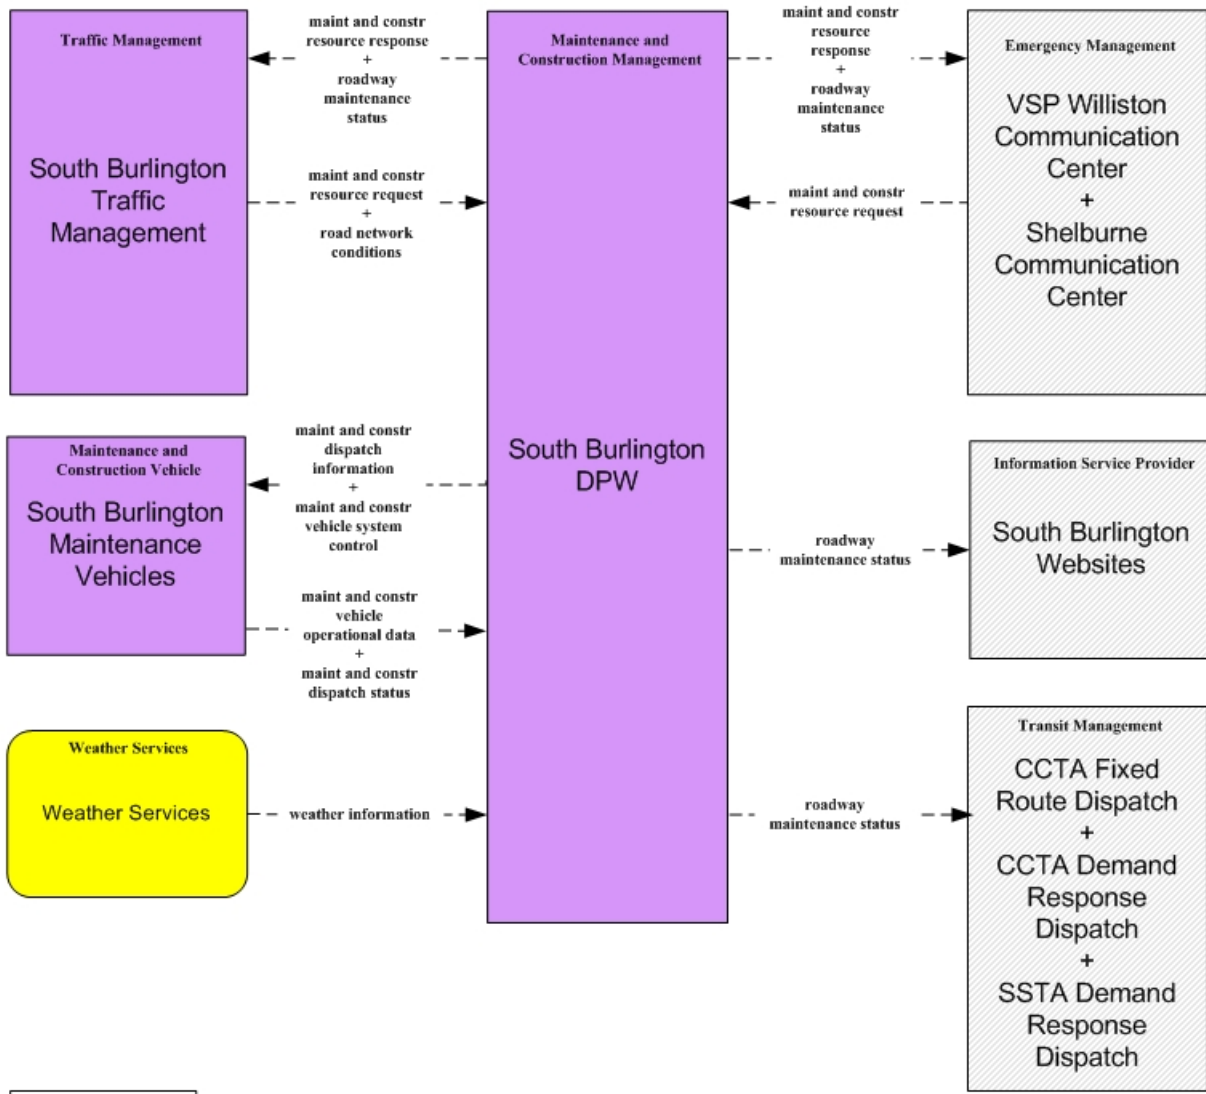 Traffic Management
South Burlington
Traffic
Management
maint and constr
resource response
+
roadway
maintenance
status
maint and constr
resource request
+
road network
conditions
Maintenance and
Construction Management
South Burlington
DPW
maint and constr
resource
response
+
roadway
maintenance
status
maint and constr
resource request
Emergency Management
VSP Williston
Communication
Center
+
Shelburne
Communication
Center
Maintenance and
Construction Vehicle
South Burlington
Maintenance
Vehicles
maint and constr
dispatch
information
+
maint and constr
vehicle system
control
maint and constr
vehicle
operational data
+
maint and constr
dispatch status
roadway
maintenance status
Information Service Provider
South Burlington
Websites
Weather Services
Weather Services
weather information
roadway
maintenance status
Transit Management
CCTA Fixed
Route Dispatch
+
CCTA Demand
Response
Dispatch
+
SSTA Demand
Response
Dispatch